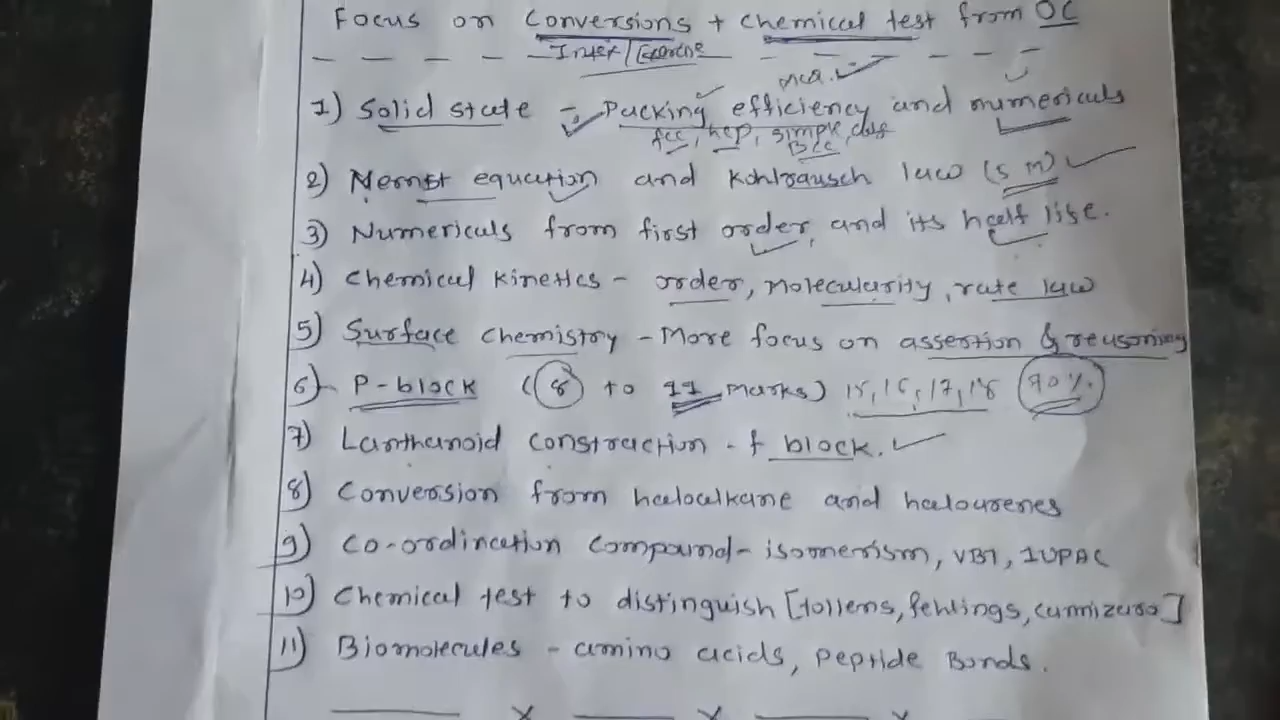 Focus on Conversions + Chemical test from OC
Intext/Exercise
mca.
1) Solid state - Packing efficiency and numericals
fcc, hcp, simple,
Bcc
2) Nernst equation and Kohlrausch law (5 m)
3) Numericals from first order and its half life.
4) Chemical Kinetics - order, Molecularity, rate law
5) Surface Chemistry - More focus on assertion & reasoning
6) P-block (8 to 11 Marks) 15, 16, 17, 18 90%
7) Lanthanoid constraction - f block.
8) Conversion from haloalkane and haloarenes
9) Co-ordination Compound - isomerism, VBT, IUPAC
10) Chemical test to distinguish [tollens, fehlings, cannizaro]
11) Biomolecules - amino acids, Peptide Bonds.